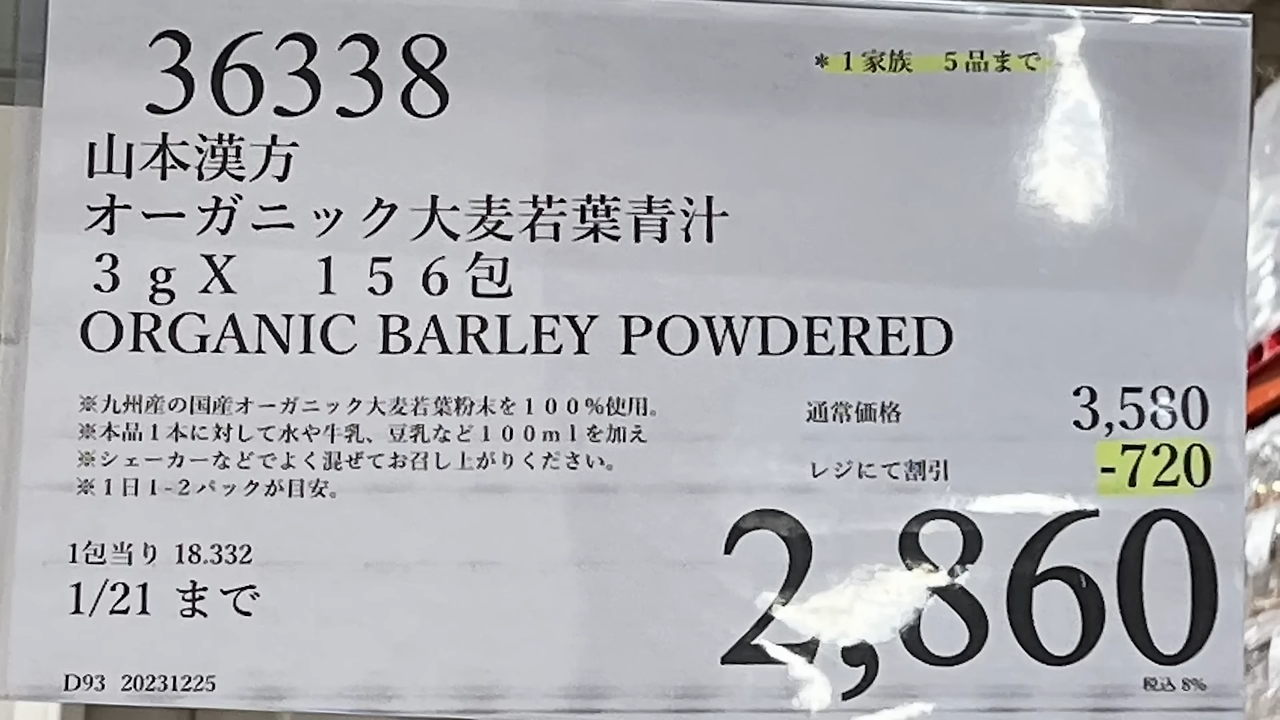 36338
＊１家族　５品まで
山本漢方
オーガニック大麦若葉青汁
３ｇＸ　１５６包
ORGANIC BARLEY POWDERED
※九州産の国産オーガニック大麦若葉粉末を１００％使用。
※本品１本に対して水や牛乳、豆乳など１００ｍｌを加え
※シェーカーなどでよく混ぜてお召し上がりください。
※１日１-２パックが目安。
通常価格 3,580
レジにて割引 -720
2,860
1包当り 18.332
1/21 まで
D93 20231225
税込 8%